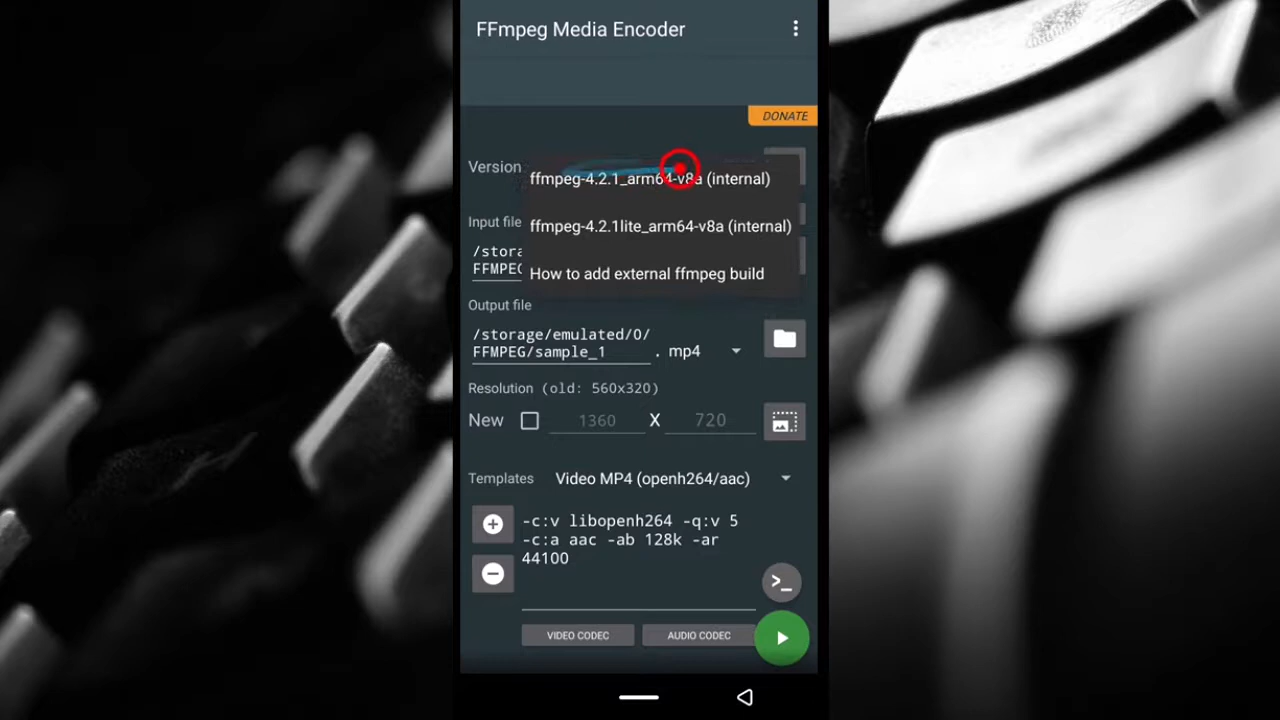 FFmpeg Media Encoder
DONATE
Version
ffmpeg-4.2.1_arm64-v8a (internal)
Input file
ffmpeg-4.2.1lite_arm64-v8a (internal)
/stora
FFMPEG
How to add external ffmpeg build
Output file
/storage/emulated/0/
FFMPEG/sample_1 . mp4
Resolution (old: 560x320)
New 1360 X 720
Templates Video MP4 (openh264/aac)
-c:v libopenh264 -q:v 5
-c:a aac -ab 128k -ar
44100
>_
VIDEO CODEC AUDIO CODEC